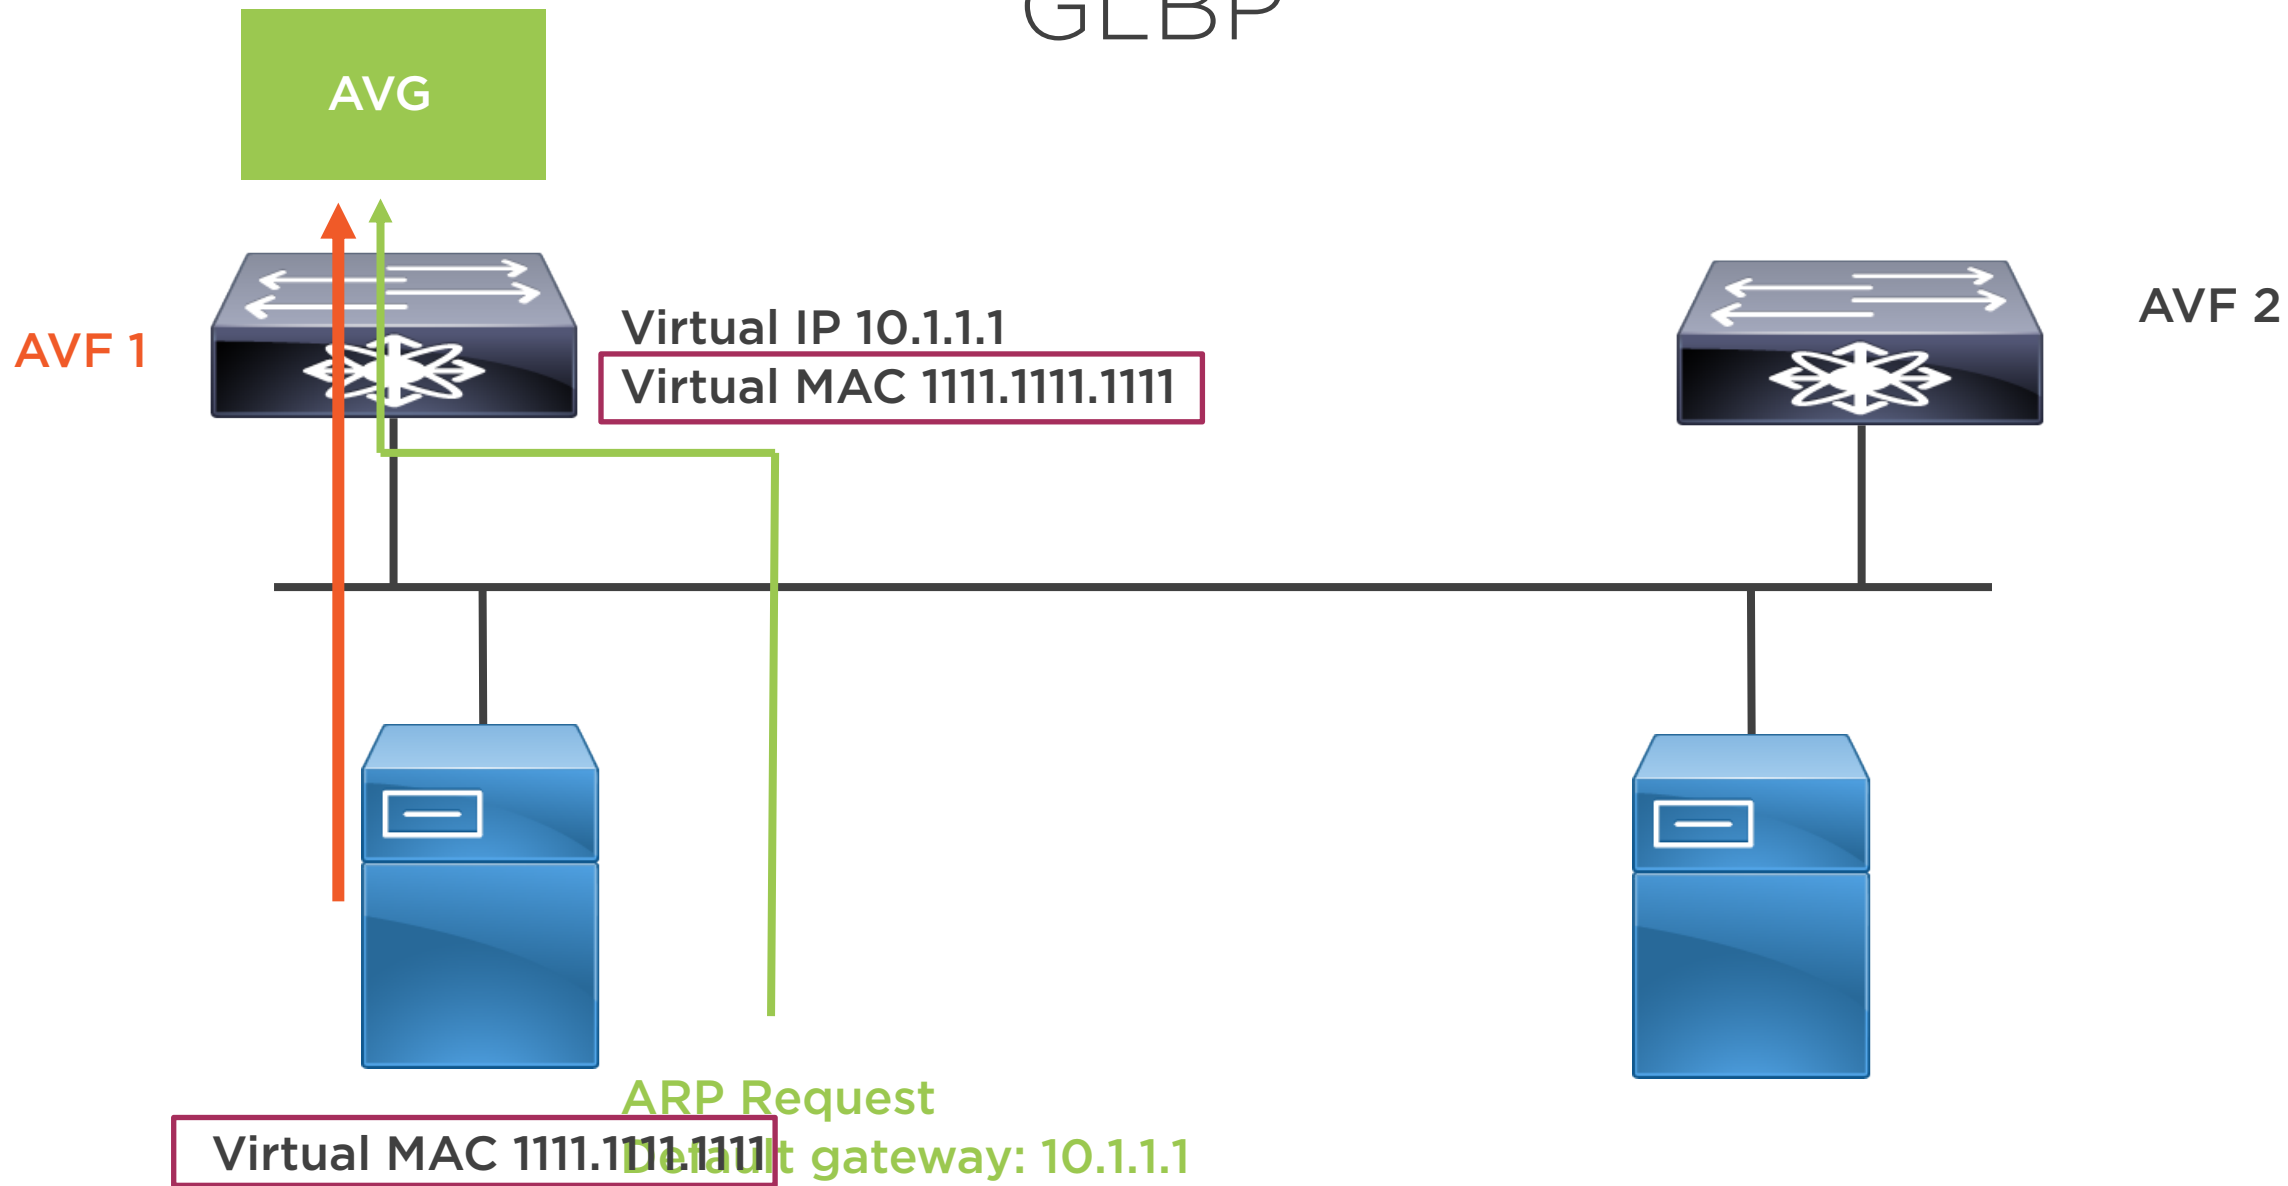 GLBP
AVG
AVF 1
Virtual IP 10.1.1.1
Virtual MAC 1111.1111.1111
AVF 2
ARP Request
Default gateway: 10.1.1.1
Virtual MAC 1111.1111.1111